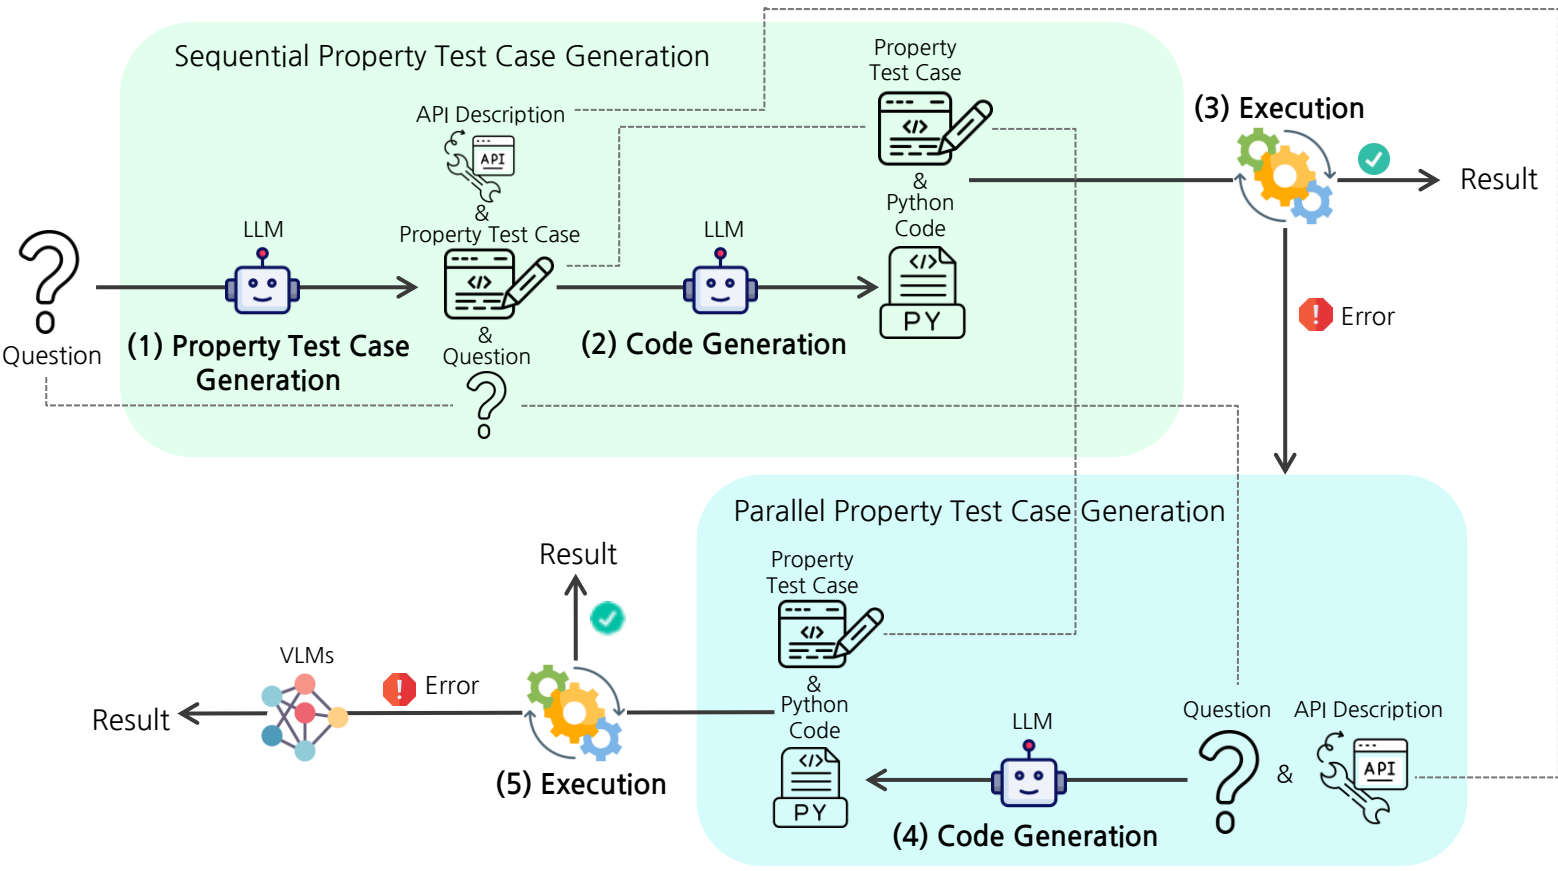 Sequential Property Test Case Generation
Property
Test Case
</>
&
Python
Code
</>
PY
API Description
API
&
Property Test Case
</>
&
Question
LLM
LLM
Question
(1) Property Test Case
Generation
(2) Code Generation
(3) Execution
Result
! Error
Parallel Property Test Case Generation
Property
Test Case
</>
&
Python
Code
</>
PY
LLM
(4) Code Generation
Question
&
API Description
API
Result
VLMs
! Error
Result
(5) Execution